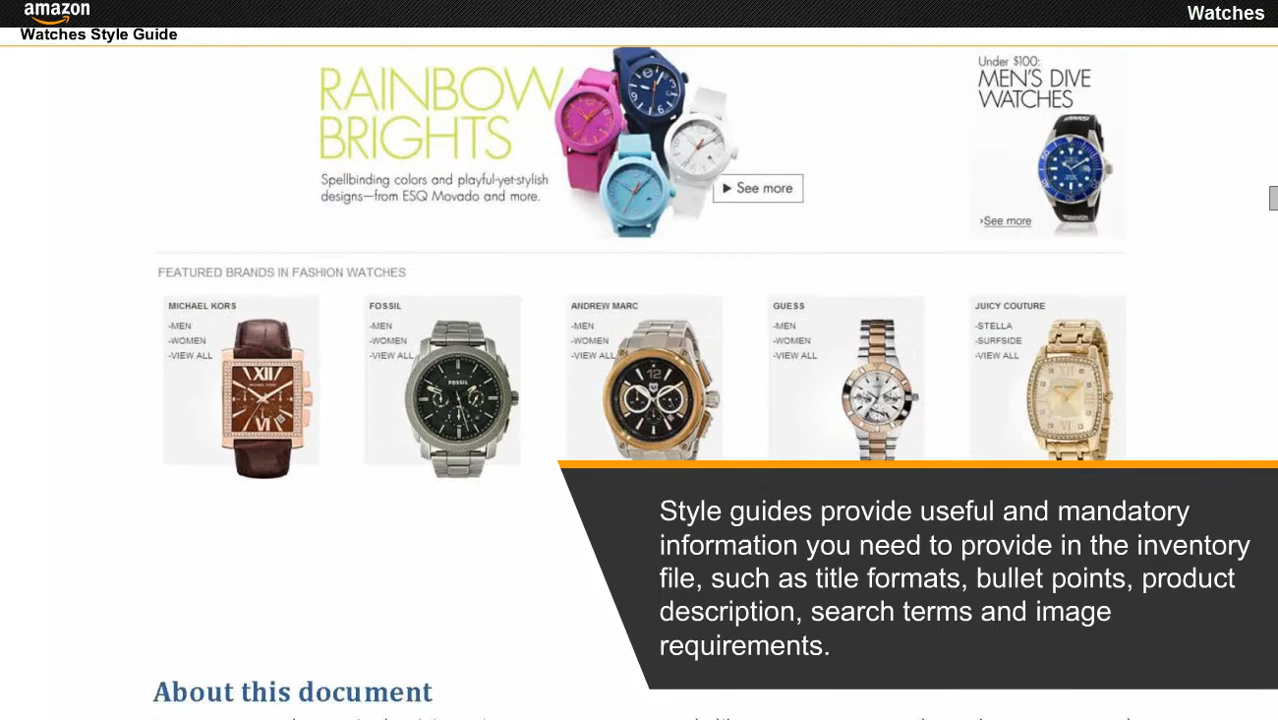 amazon
Watches
Watches Style Guide
RAINBOW
BRIGHTS
Spellbinding colors and playful-yet-stylish
designs—from ESQ Movado and more.
See more
Under $100:
MEN'S DIVE
WATCHES
›See more
FEATURED BRANDS IN FASHION WATCHES
MICHAEL KORS
-MEN
-WOMEN
-VIEW ALL
FOSSIL
-MEN
-WOMEN
-VIEW ALL
FOSSIL
ANDREW MARC
-MEN
-WOMEN
-VIEW ALL
GUESS
-MEN
-WOMEN
-VIEW ALL
JUICY COUTURE
-STELLA
-SURFSIDE
-VIEW ALL
Style guides provide useful and mandatory
information you need to provide in the inventory
file, such as title formats, bullet points, product
description, search terms and image
requirements.
About this document